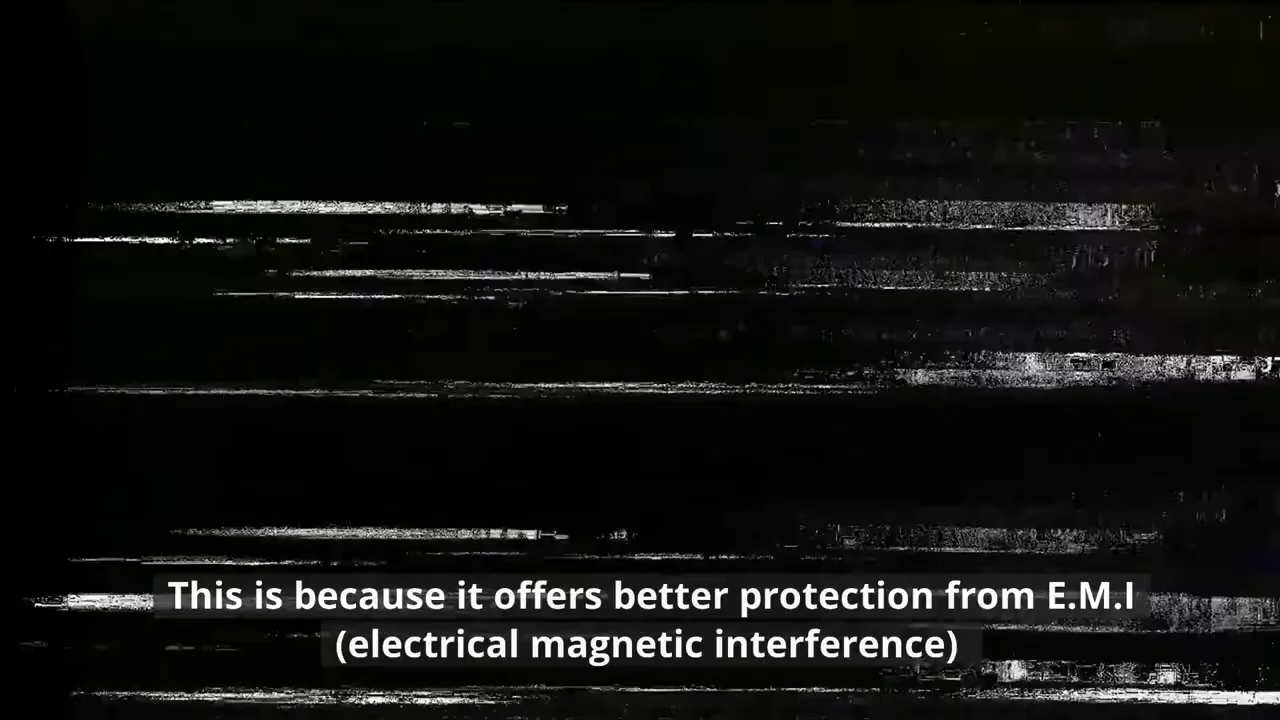 This is because it offers better protection from E.M.I
(electrical magnetic interference)